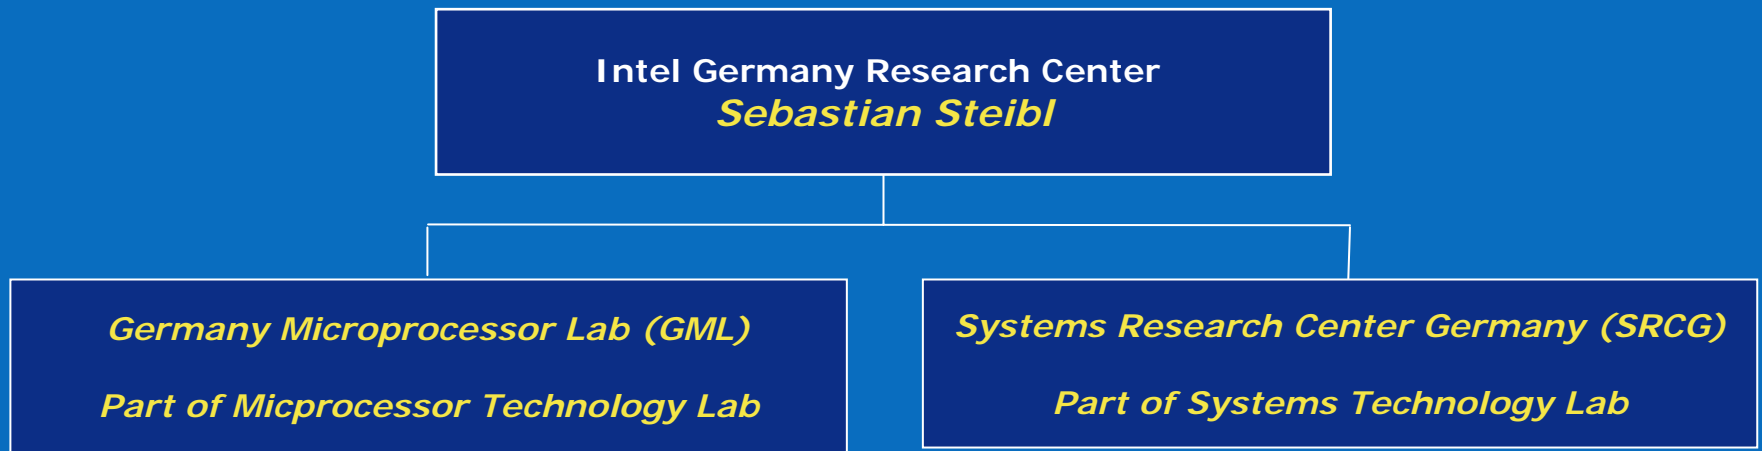 Intel Germany Research Center
Sebastian Steibl
Germany Microprocessor Lab (GML)
Part of Micprocessor Technology Lab
Systems Research Center Germany (SRCG)
Part of Systems Technology Lab